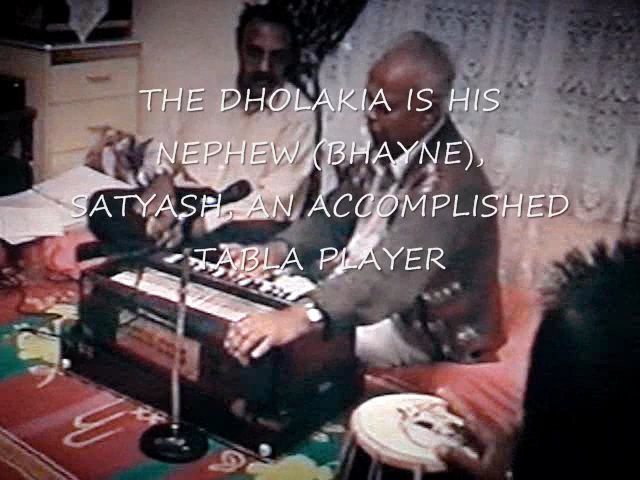 THE DHOLAKIA IS HIS
NEPHEW (BHAYNE),
SATYASH, AN ACCOMPLISHED
TABLA PLAYER